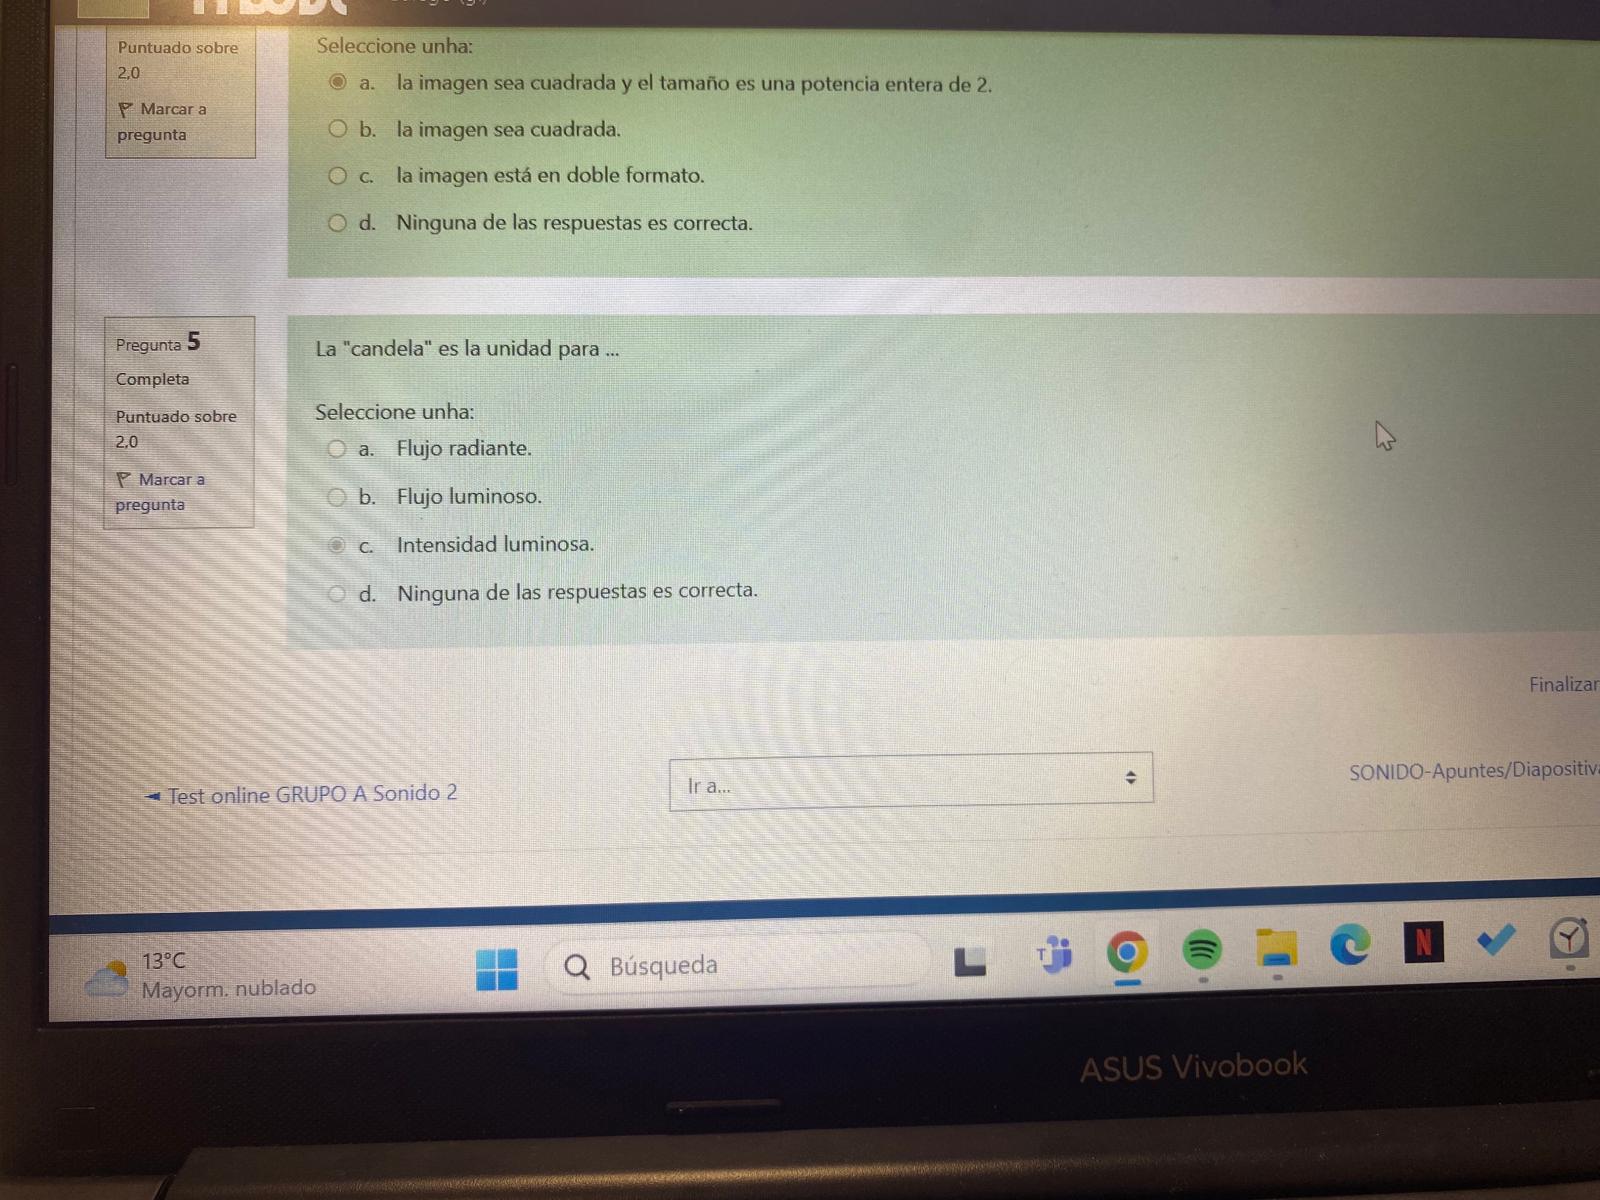 Puntuado sobre
2,0
Marcar a
pregunta
Seleccione unha:
a. la imagen sea cuadrada y el tamaño es una potencia entera de 2.
b. la imagen sea cuadrada.
c. la imagen está en doble formato.
d. Ninguna de las respuestas es correcta.
Pregunta 5
Completa
Puntuado sobre
2,0
Marcar a
pregunta
La "candela" es la unidad para ...
Seleccione unha:
a. Flujo radiante.
b. Flujo luminoso.
c. Intensidad luminosa.
d. Ninguna de las respuestas es correcta.
Finalizar
◄ Test online GRUPO A Sonido 2
Ir a...
SONIDO-Apuntes/Diapositiva
13°C
Mayorm. nublado
Búsqueda
T
N
ASUS Vivobook